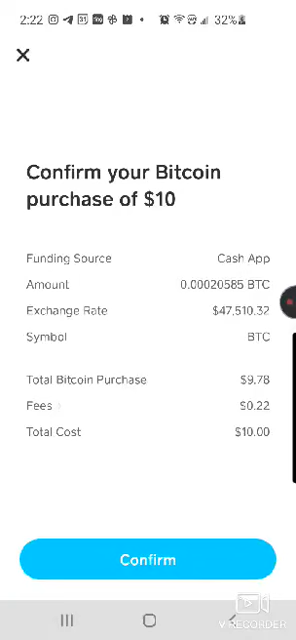 2:22 32%
Confirm your Bitcoin
purchase of $10
Funding Source Cash App
Amount 0.00020585 BTC
Exchange Rate $47,510.32
Symbol BTC
Total Bitcoin Purchase $9.78
Fees $0.22
Total Cost $10.00
Confirm
V RECORDER